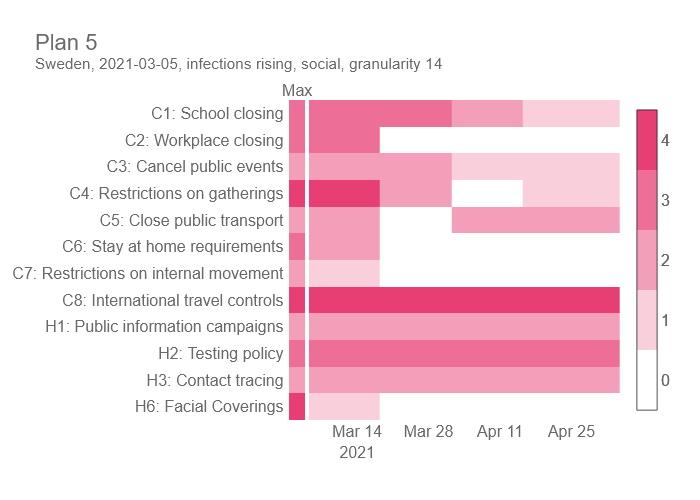 Plan 5
Sweden, 2021-03-05, infections rising, social, granularity 14
Max
C1: School closing
C2: Workplace closing
C3: Cancel public events
C4: Restrictions on gatherings
C5: Close public transport
C6: Stay at home requirements
C7: Restrictions on internal movement
C8: International travel controls
H1: Public information campaigns
H2: Testing policy
H3: Contact tracing
H6: Facial Coverings
4
3
2
1
0
Mar 14 Mar 28 Apr 11 Apr 25
2021